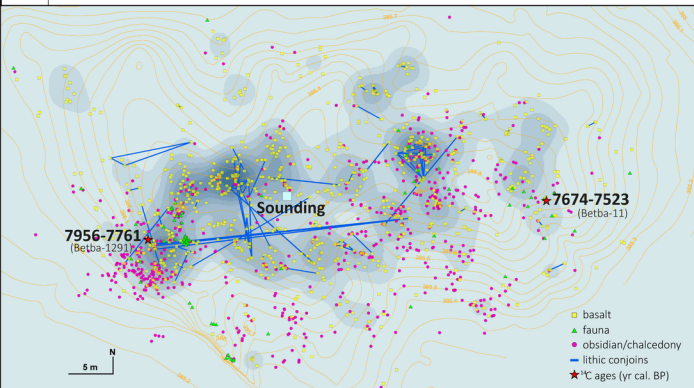 Sounding
7674-7523
(Betba-11)
7956-7761
(Betba-1291)
basalt
fauna
obsidian/chalcedony
lithic conjoins
¹⁴C ages (yr cal. BP)
N
5 m